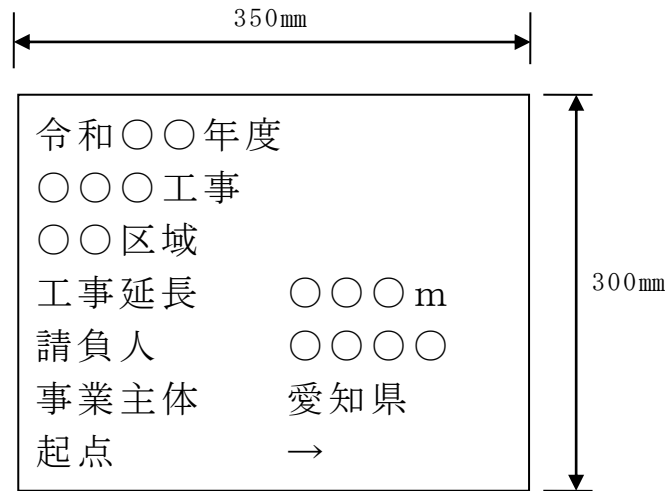 350mm
令和○○年度
○○○工事
○○区域
工事延長 ○○○m
請負人 ○○○○
事業主体 愛知県
起点 →
300mm